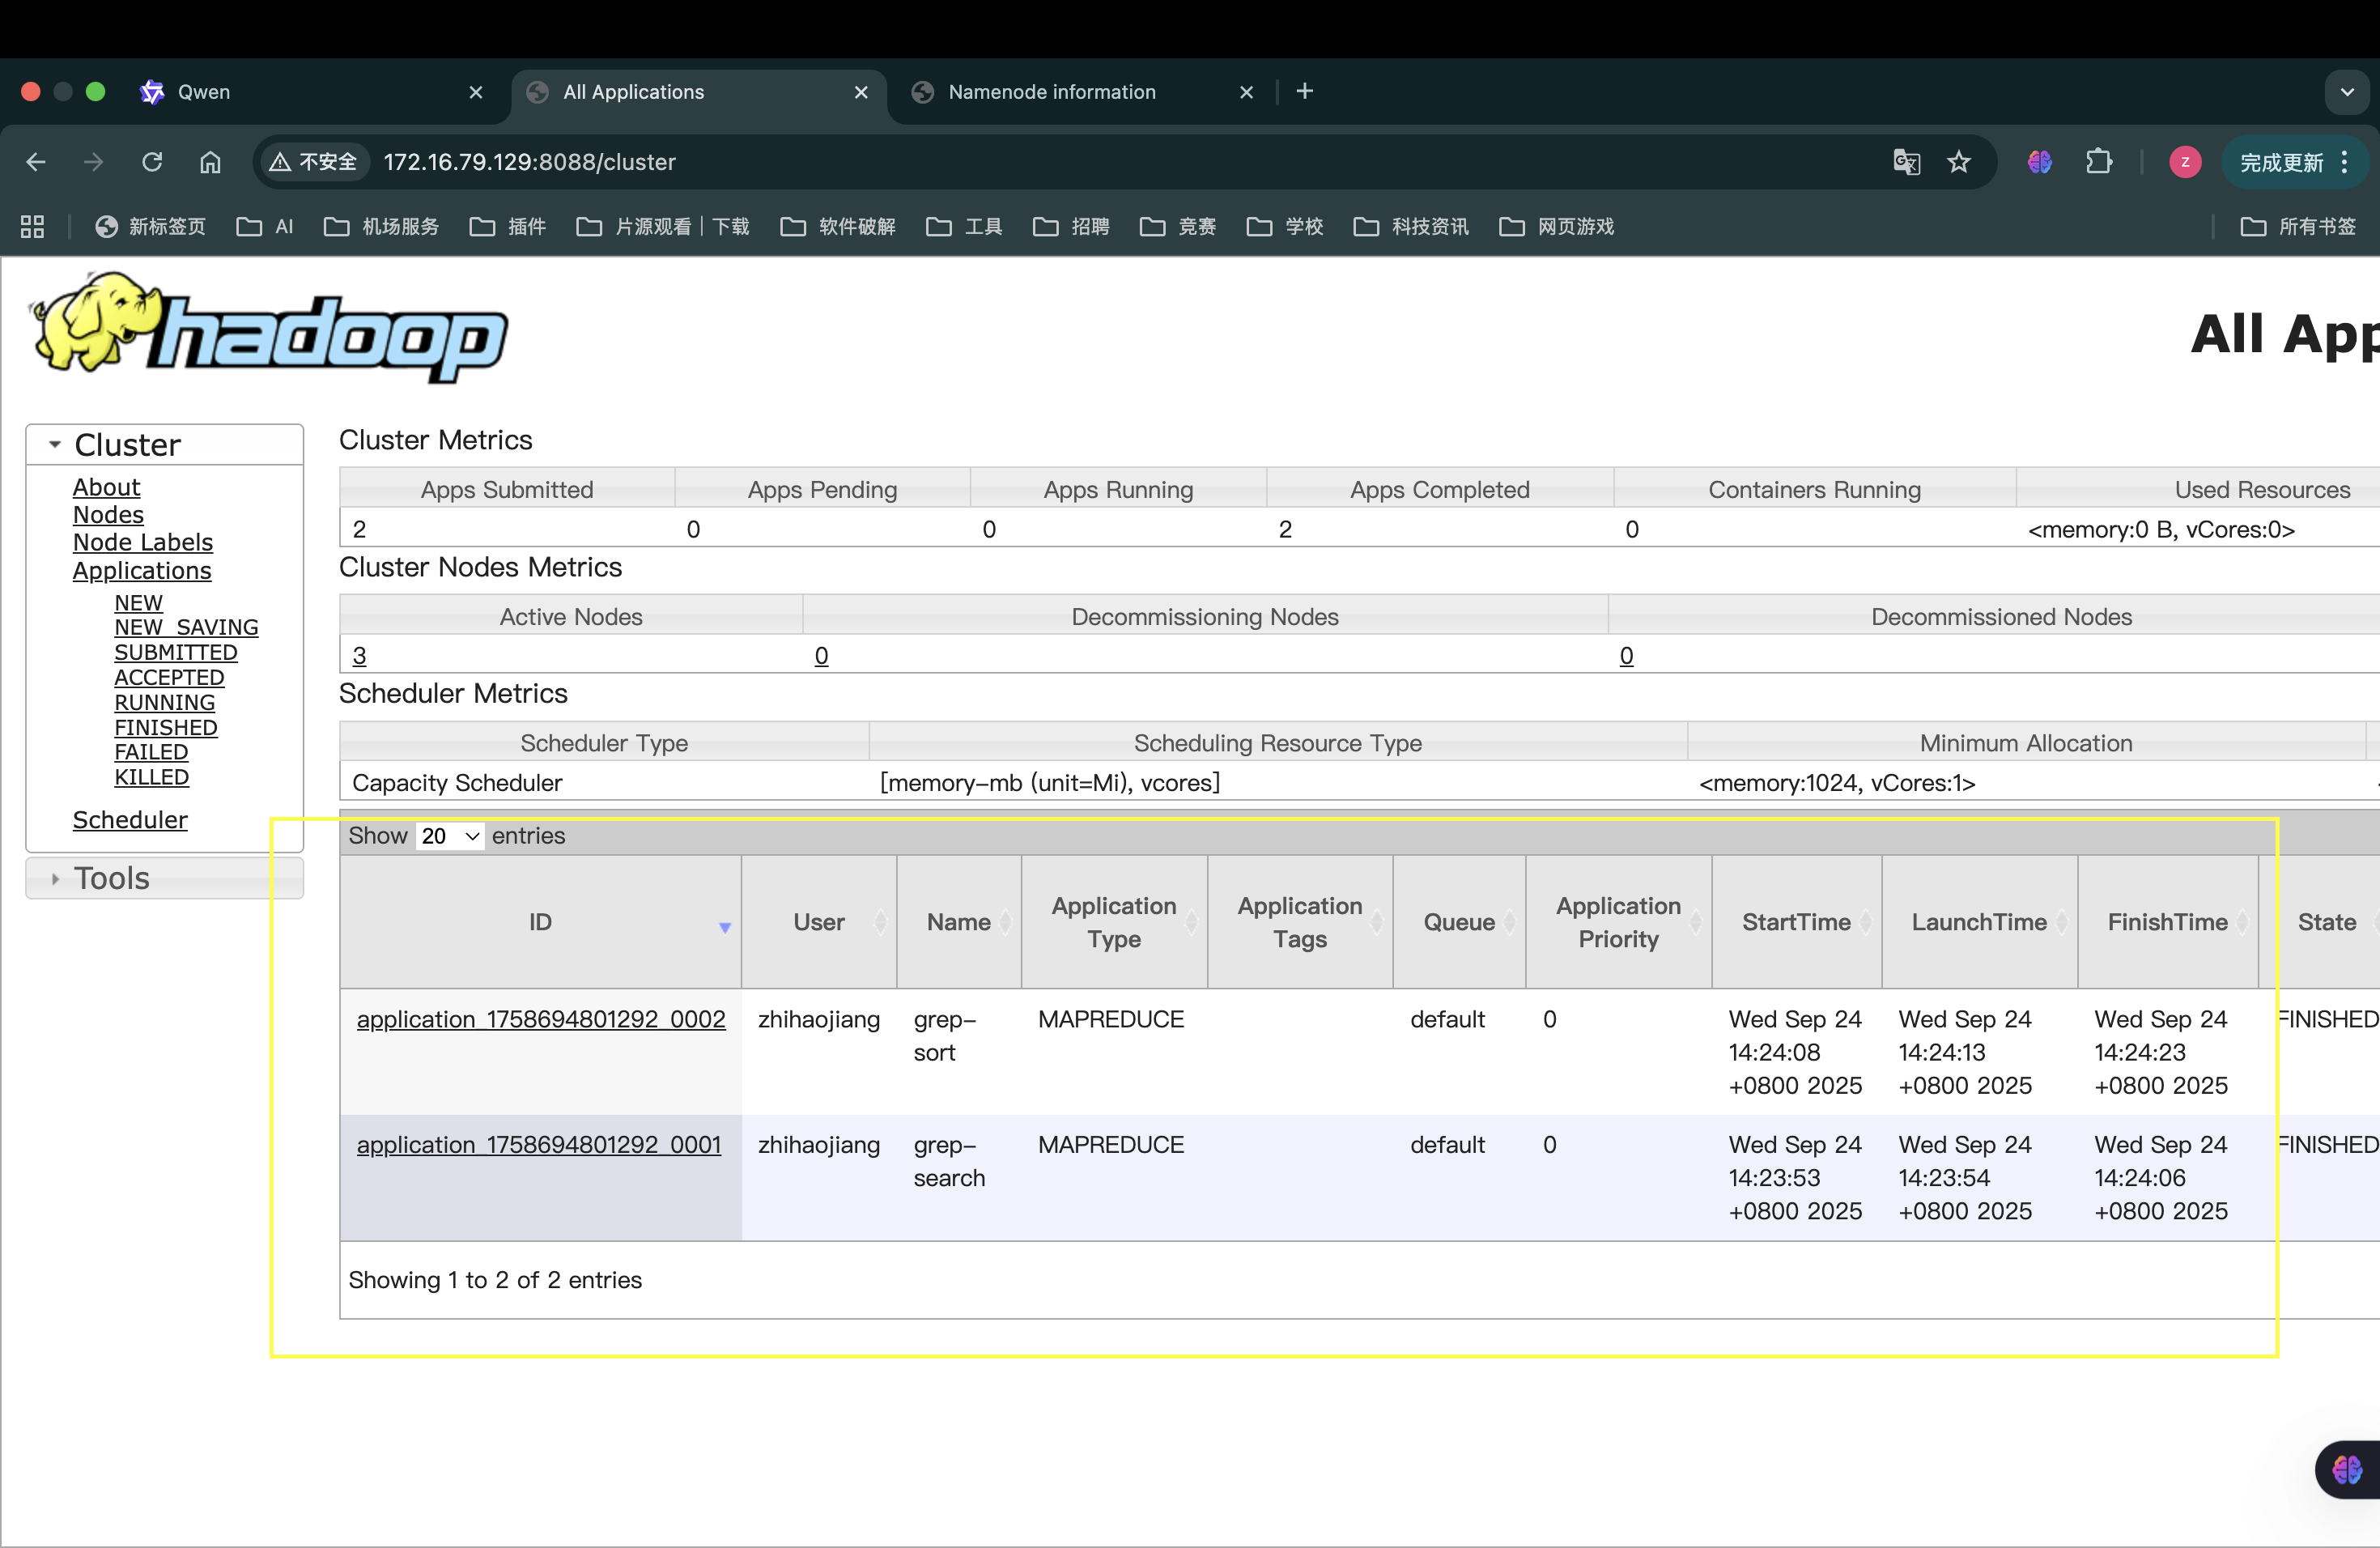 Qwen
All Applications
Namenode information
不安全 172.16.79.129:8088/cluster
z
完成更新
新标签页 AI 机场服务 插件 片源观看｜下载 软件破解 工具 招聘 竞赛 学校 科技资讯 网页游戏 所有书签
hadoop
All App
Cluster
About
Nodes
Node Labels
Applications
NEW
NEW_SAVING
SUBMITTED
ACCEPTED
RUNNING
FINISHED
FAILED
KILLED
Scheduler
Tools
Cluster Metrics
Apps Submitted Apps Pending Apps Running Apps Completed Containers Running Used Resources
2 0 0 2 0 <memory:0 B, vCores:0>
Cluster Nodes Metrics
Active Nodes Decommissioning Nodes Decommissioned Nodes
3 0 0
Scheduler Metrics
Scheduler Type Scheduling Resource Type Minimum Allocation
Capacity Scheduler [memory-mb (unit=Mi), vcores] <memory:1024, vCores:1>
Show 20 entries
ID User Name Application Type Application Tags Queue Application Priority StartTime LaunchTime FinishTime State
application_1758694801292_0002 zhihaojiang grep-sort MAPREDUCE default 0 Wed Sep 24 14:24:08 +0800 2025 Wed Sep 24 14:24:13 +0800 2025 Wed Sep 24 14:24:23 +0800 2025 FINISHED
application_1758694801292_0001 zhihaojiang grep-search MAPREDUCE default 0 Wed Sep 24 14:23:53 +0800 2025 Wed Sep 24 14:23:54 +0800 2025 Wed Sep 24 14:24:06 +0800 2025 FINISHED
Showing 1 to 2 of 2 entries